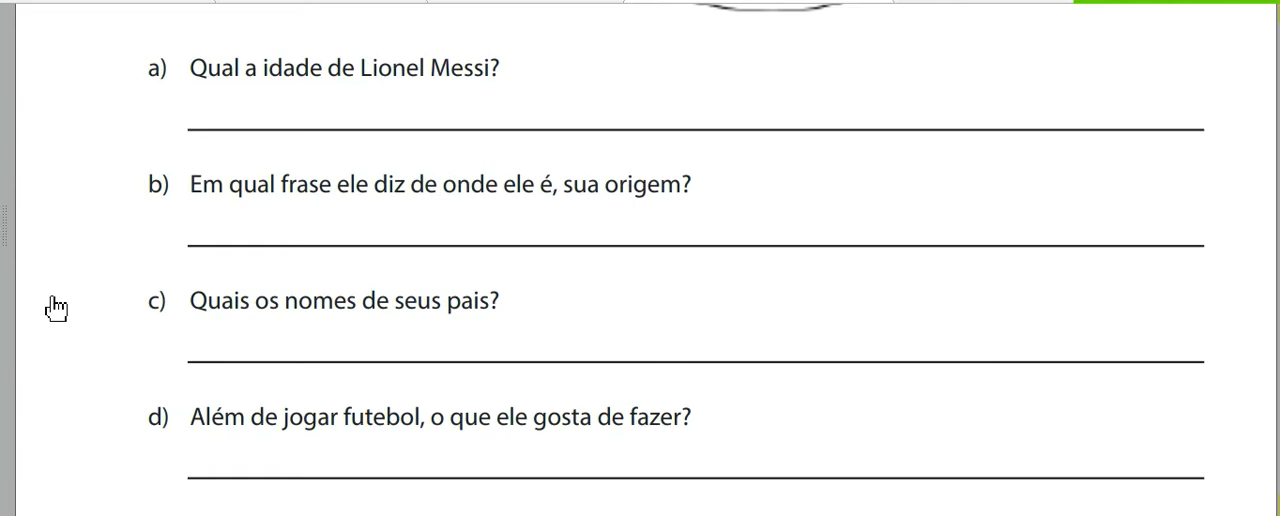 a) Qual a idade de Lionel Messi?
b) Em qual frase ele diz de onde ele é, sua origem?
c) Quais os nomes de seus pais?
d) Além de jogar futebol, o que ele gosta de fazer?